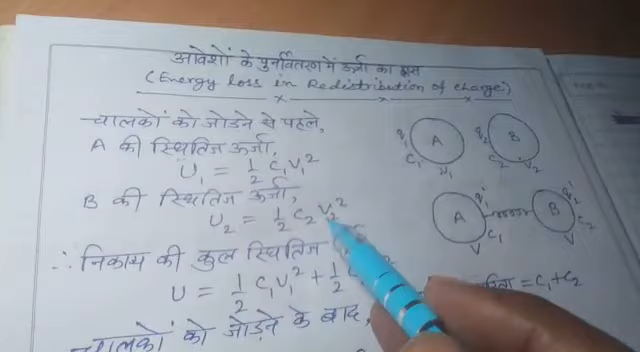 आवेशों के पुनर्वितरण में ऊर्जा का ह्रास
(Energy loss in Redistribution of charge)
चालकों को जोडने से पहले,
A की स्थितिज ऊर्जा,
U₁ = 1/2 C₁V₁²
B की स्थितिज ऊर्जा,
U₂ = 1/2 C₂V₂²
∴ निकाय की कुल स्थितिज
U = 1/2 C₁V₁² + 1/2
चालकों को जोड़ने के बाद,
q₁ A C₁ V₁
q₂ B C₂ V₂
q₁' A V C₁
q₂' B V C₂
= C₁+C₂